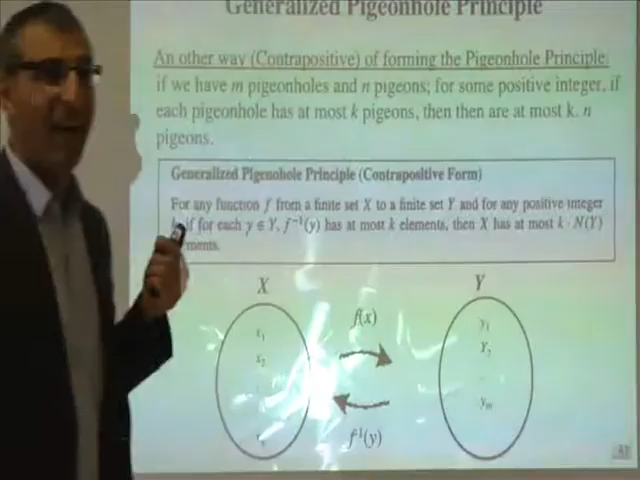 Generalized Pigeonhole Principle
An other way (Contrapositive) of forming the Pigeonhole Principle:
if we have m pigeonholes and n pigeons; for some positive integer, if
each pigeonhole has at most k pigeons, then then are at most k. n
pigeons.
Generalized Pigeonhole Principle (Contrapositive Form)
For any function f from a finite set X to a finite set Y and for any positive integer
if for each y ∈ Y, f⁻¹(y) has at most k elements, then X has at most k · N(Y)
X Y
f(x)
x₁ y₁
x₂ Y₂
yₘ
f⁻¹(y)